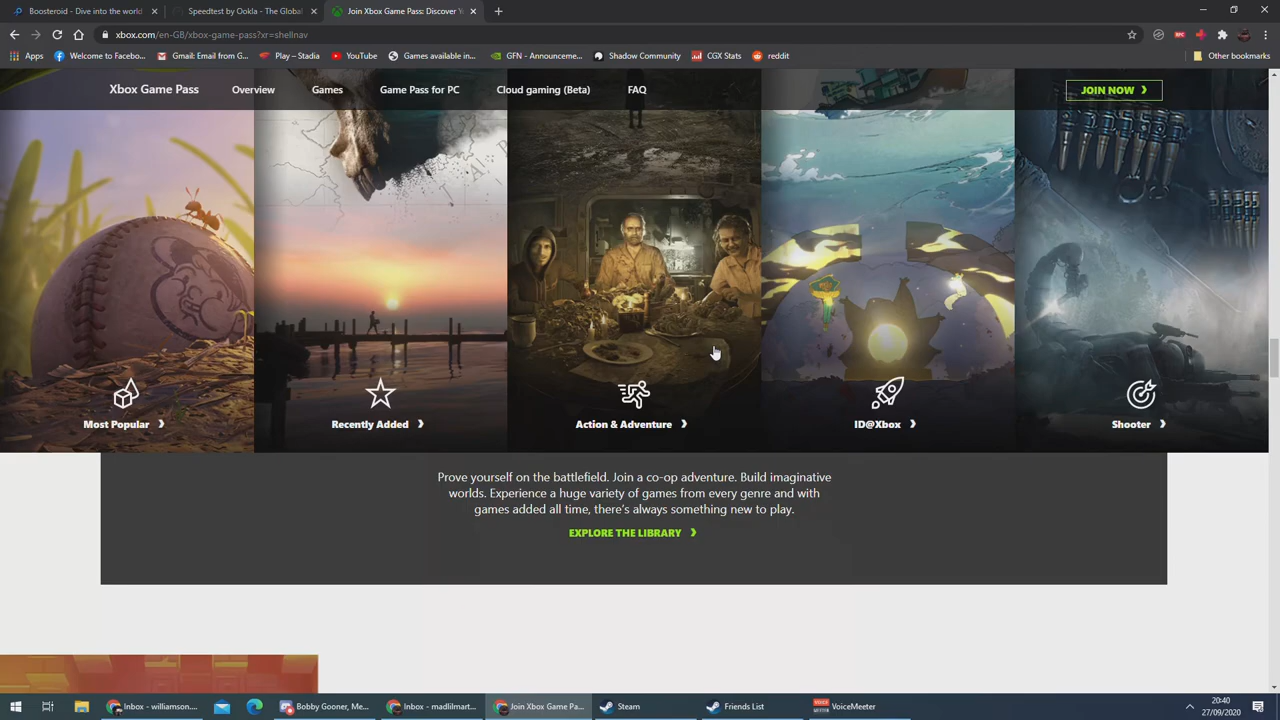 Boosteroid - Dive into the world
Speedtest by Ookla - The Global
Join Xbox Game Pass: Discover Yo
xbox.com/en-GB/xbox-game-pass?xr=shellnav
Apps
Welcome to Facebo...
Gmail: Email from G...
Play – Stadia
YouTube
Games available in...
GFN - Announceme...
Shadow Community
CGX Stats
reddit
Other bookmarks
Xbox Game Pass
Overview
Games
Game Pass for PC
Cloud gaming (Beta)
FAQ
JOIN NOW
Most Popular
Recently Added
Action & Adventure
ID@Xbox
Shooter
Prove yourself on the battlefield. Join a co-op adventure. Build imaginative
worlds. Experience a huge variety of games from every genre and with
games added all time, there's always something new to play.
EXPLORE THE LIBRARY
Inbox - williamson....
Bobby Gooner, Me...
Inbox - madlilmart...
Join Xbox Game Pa...
Steam
Friends List
VoiceMeeter
20:40
27/09/2020